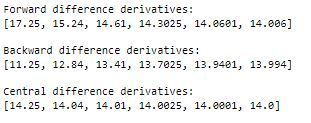 Forward difference derivatives:
[17.25, 15.24, 14.61, 14.3025, 14.0601, 14.006]
Backward difference derivatives:
[11.25, 12.84, 13.41, 13.7025, 13.9401, 13.994]
Central difference derivatives:
[14.25, 14.04, 14.01, 14.0025, 14.0001, 14.0]